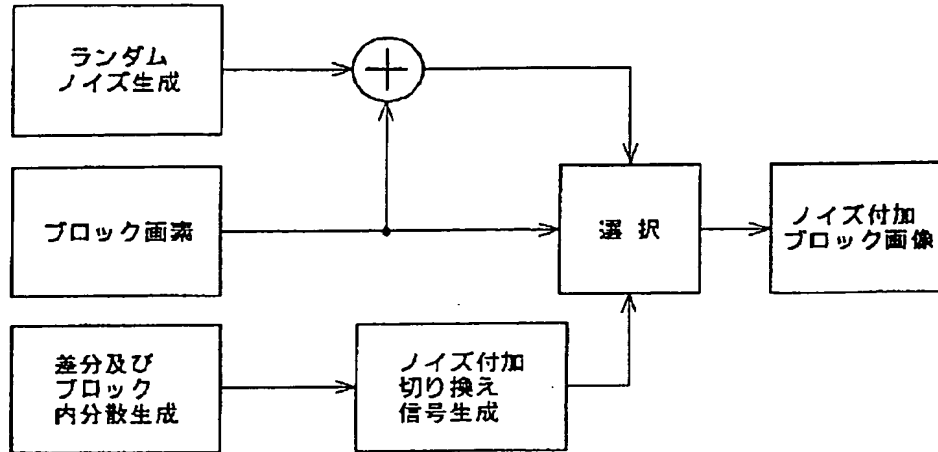 ランダム
ノイズ生成
ブロック画素
選択
ノイズ付加
ブロック画像
差分及び
ブロック
内分散生成
ノイズ付加
切り換え
信号生成